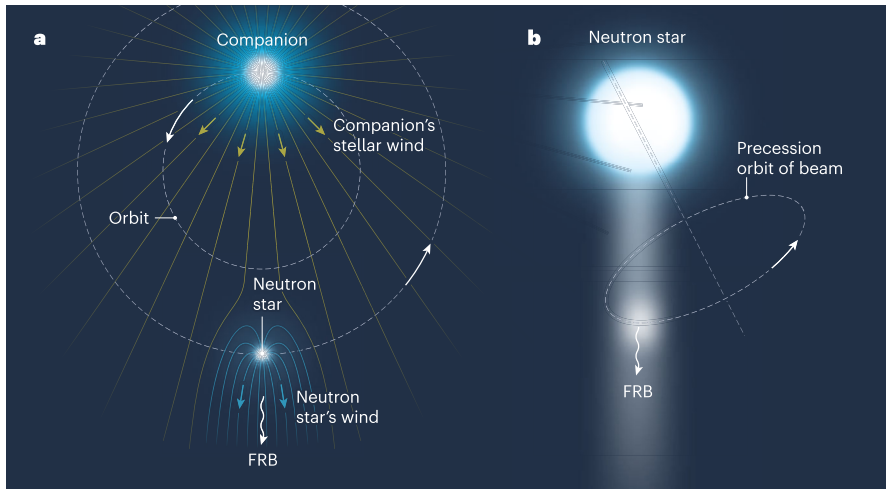 a
Companion
Companion's
stellar wind
Orbit
Neutron
star
Neutron
star's wind
FRB
b
Neutron star
Precession
orbit of beam
FRB